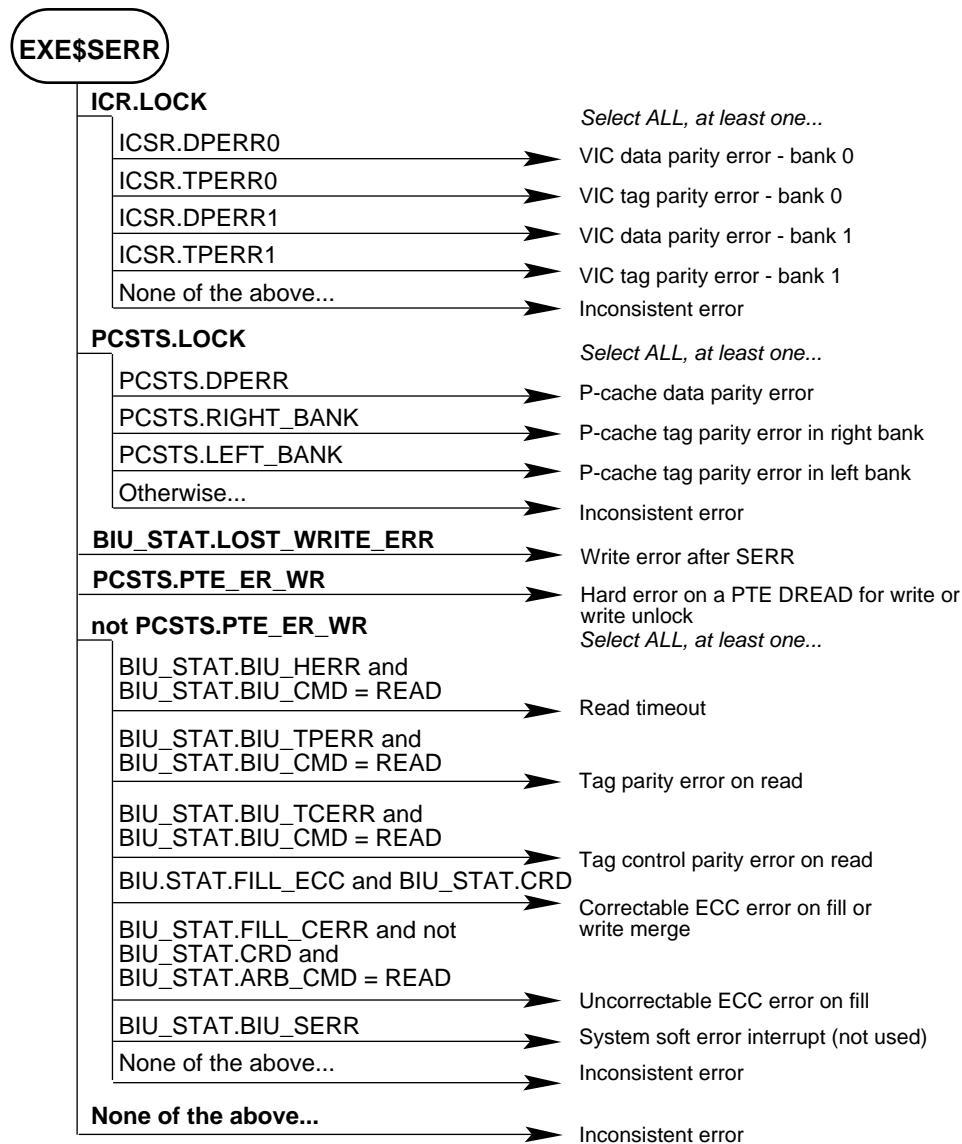 EXE$SERR
ICR.LOCK
Select ALL, at least one...
ICSR.DPERR0
VIC data parity error - bank 0
ICSR.TPERR0
VIC tag parity error - bank 0
ICSR.DPERR1
VIC data parity error - bank 1
ICSR.TPERR1
VIC tag parity error - bank 1
None of the above...
Inconsistent error
PCSTS.LOCK
Select ALL, at least one...
PCSTS.DPERR
P-cache data parity error
PCSTS.RIGHT_BANK
P-cache tag parity error in right bank
PCSTS.LEFT_BANK
P-cache tag parity error in left bank
Otherwise...
Inconsistent error
BIU_STAT.LOST_WRITE_ERR
Write error after SERR
PCSTS.PTE_ER_WR
Hard error on a PTE DREAD for write or
write unlock
not PCSTS.PTE_ER_WR
Select ALL, at least one...
BIU_STAT.BIU_HERR and
BIU_STAT.BIU_CMD = READ
Read timeout
BIU_STAT.BIU_TPERR and
BIU_STAT.BIU_CMD = READ
Tag parity error on read
BIU_STAT.BIU_TCERR and
BIU_STAT.BIU_CMD = READ
Tag control parity error on read
BIU.STAT.FILL_ECC and BIU_STAT.CRD
Correctable ECC error on fill or
write merge
BIU_STAT.FILL_CERR and not
BIU_STAT.CRD and
BIU_STAT.ARB_CMD = READ
Uncorrectable ECC error on fill
BIU_STAT.BIU_SERR
System soft error interrupt (not used)
None of the above...
Inconsistent error
None of the above...
Inconsistent error